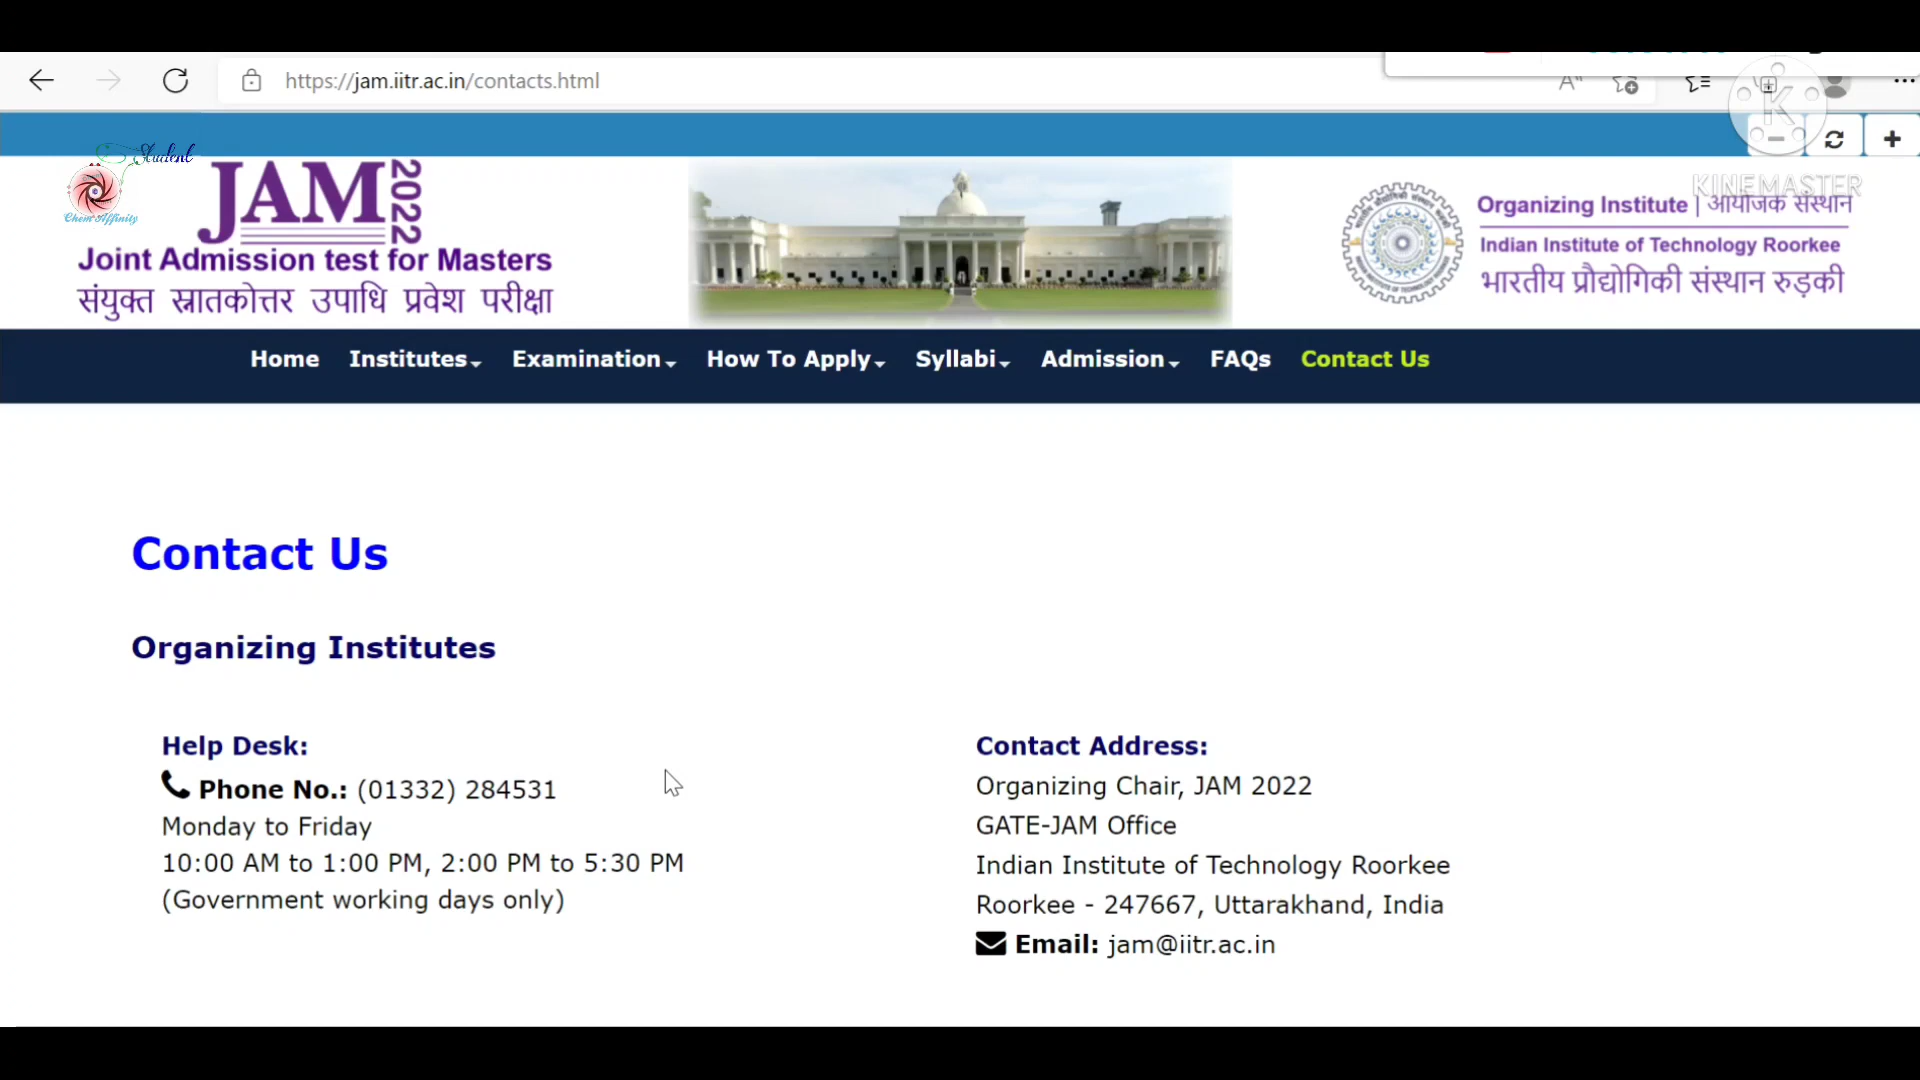 https://jam.iitr.ac.in/contacts.html
Student
Chem Affinity
JAM 2022
Joint Admission test for Masters
संयुक्त स्नातकोत्तर उपाधि प्रवेश परीक्षा
KINEMASTER
Organizing Institute | आयोजक संस्थान
Indian Institute of Technology Roorkee
भारतीय प्रौद्योगिकी संस्थान रुड़की
Home Institutes Examination How To Apply Syllabi Admission FAQs Contact Us
Contact Us
Organizing Institutes
Help Desk:
Phone No.: (01332) 284531
Monday to Friday
10:00 AM to 1:00 PM, 2:00 PM to 5:30 PM
(Government working days only)
Contact Address:
Organizing Chair, JAM 2022
GATE-JAM Office
Indian Institute of Technology Roorkee
Roorkee - 247667, Uttarakhand, India
Email: jam@iitr.ac.in